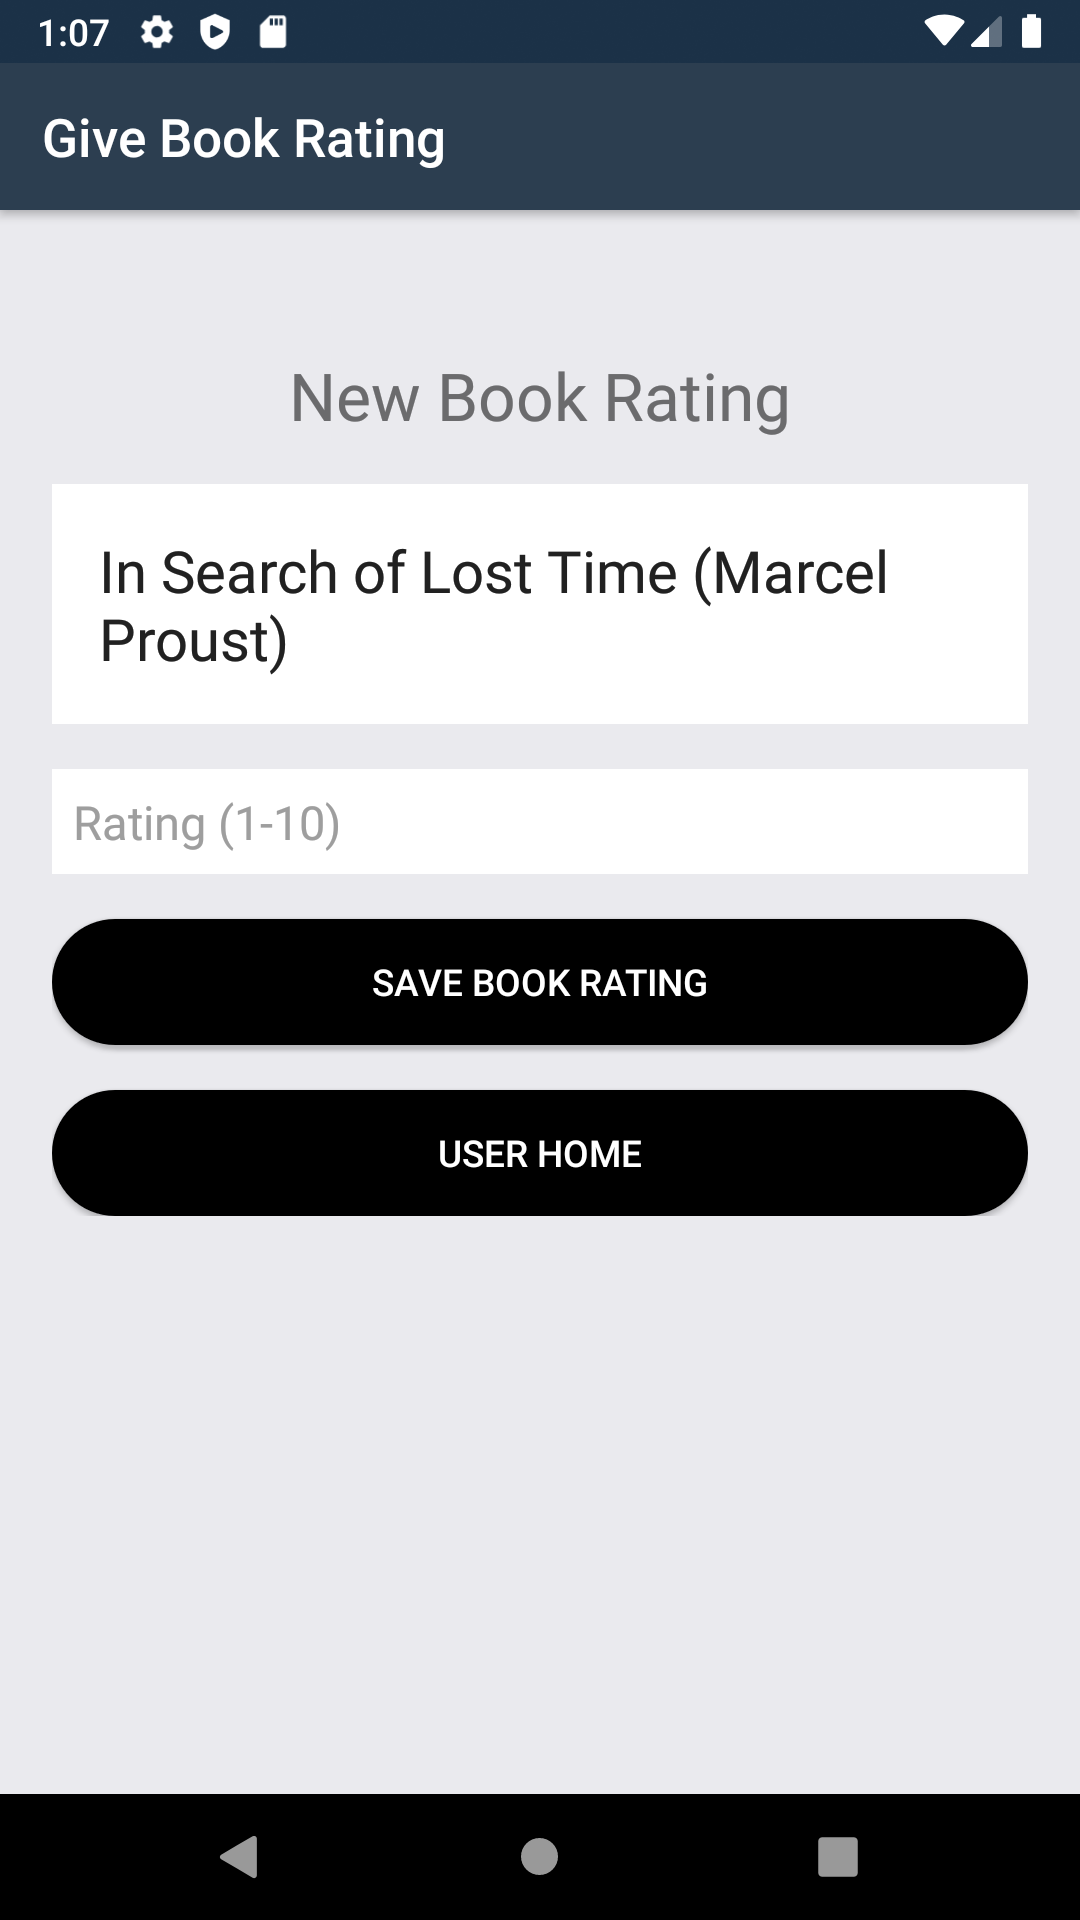 1:07
Give Book Rating
New Book Rating
In Search of Lost Time (Marcel
Proust)
Rating (1-10)
SAVE BOOK RATING
USER HOME